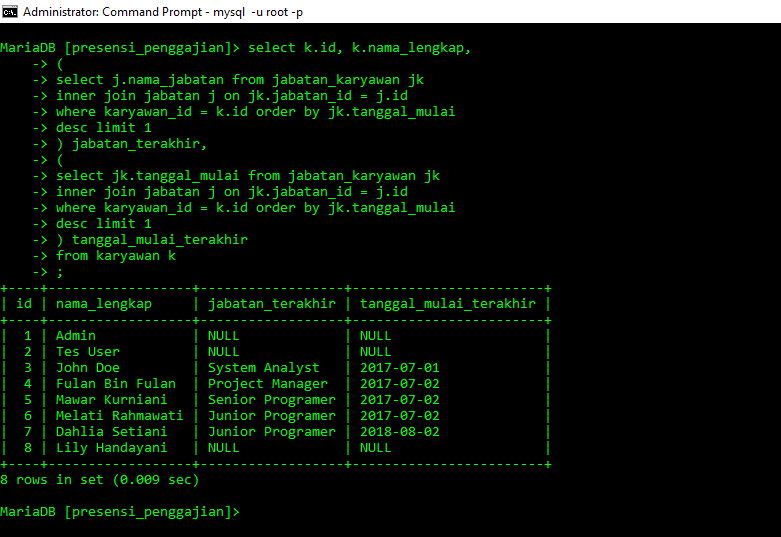 Administrator: Command Prompt - mysql  -u root -p
MariaDB [presensi_penggajian]> select k.id, k.nama_lengkap,
    -> (
    -> select j.nama_jabatan from jabatan_karyawan jk
    -> inner join jabatan j on jk.jabatan_id = j.id
    -> where karyawan_id = k.id order by jk.tanggal_mulai
    -> desc limit 1
    -> ) jabatan_terakhir,
    -> (
    -> select jk.tanggal_mulai from jabatan_karyawan jk
    -> inner join jabatan j on jk.jabatan_id = j.id
    -> where karyawan_id = k.id order by jk.tanggal_mulai
    -> desc limit 1
    -> ) tanggal_mulai_terakhir
    -> from karyawan k
    -> ;
+----+------------------+------------------+------------------------+
| id | nama_lengkap     | jabatan_terakhir | tanggal_mulai_terakhir |
+----+------------------+------------------+------------------------+
|  1 | Admin            | NULL             | NULL                   |
|  2 | Tes User         | NULL             | NULL                   |
|  3 | John Doe         | System Analyst   | 2017-07-01             |
|  4 | Fulan Bin Fulan  | Project Manager  | 2017-07-02             |
|  5 | Mawar Kurniani   | Senior Programer | 2017-07-02             |
|  6 | Melati Rahmawati | Junior Programer | 2017-07-02             |
|  7 | Dahlia Setiani   | Junior Programer | 2018-08-02             |
|  8 | Lily Handayani   | NULL             | NULL                   |
+----+------------------+------------------+------------------------+
8 rows in set (0.009 sec)
MariaDB [presensi_penggajian]>